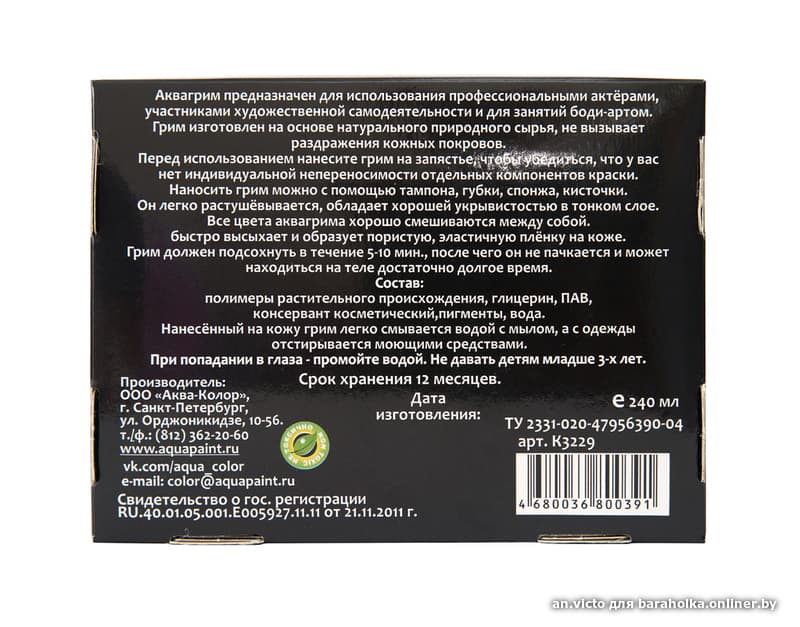 Аквагрим предназначен для использования профессиональными актёрами,
участниками художественной самодеятельности и для занятий боди-артом.
Грим изготовлен на основе натурального природного сырья, не вызывает
раздражения кожных покровов.
Перед использованием нанесите грим на запястье, чтобы убедиться, что у вас
нет индивидуальной непереносимости отдельных компонентов краски.
Наносить грим можно с помощью тампона, губки, спонжа, кисточки.
Он легко растушёвывается, обладает хорошей укрывистостью в тонком слое.
Все цвета аквагрима хорошо смешиваются между собой.
быстро высыхает и образует пористую, эластичную плёнку на коже.
Грим должен подсохнуть в течение 5-10 мин., после чего он не пачкается и может
находиться на теле достаточно долгое время.
Состав:
полимеры растительного происхождения, глицерин, ПАВ,
консервант косметический,пигменты, вода.
Нанесённый на кожу грим легко смывается водой с мылом, а с одежды
отстирывается моющими средствами.
При попадании в глаза - промойте водой. Не давать детям младше 3-х лет.
Срок хранения 12 месяцев.
Производитель:
ООО «Аква-Колор»,
г. Санкт-Петербург,
ул. Орджоникидзе, 10-56.
т./ф.: (812) 362-20-60
www.aquapaint.ru
vk.com/aqua_color
e-mail: color@aquapaint.ru
Свидетельство о гос. регистрации
RU.40.01.05.001.Е005927.11.11 от 21.11.2011 г.
НЕ ТОКСИЧНО NON TOXIC
Дата
изготовления:
e 240 мл
ТУ 2331-020-47956390-04
арт. К3229
4 680036 800391
an.victo для baraholka.onliner.by